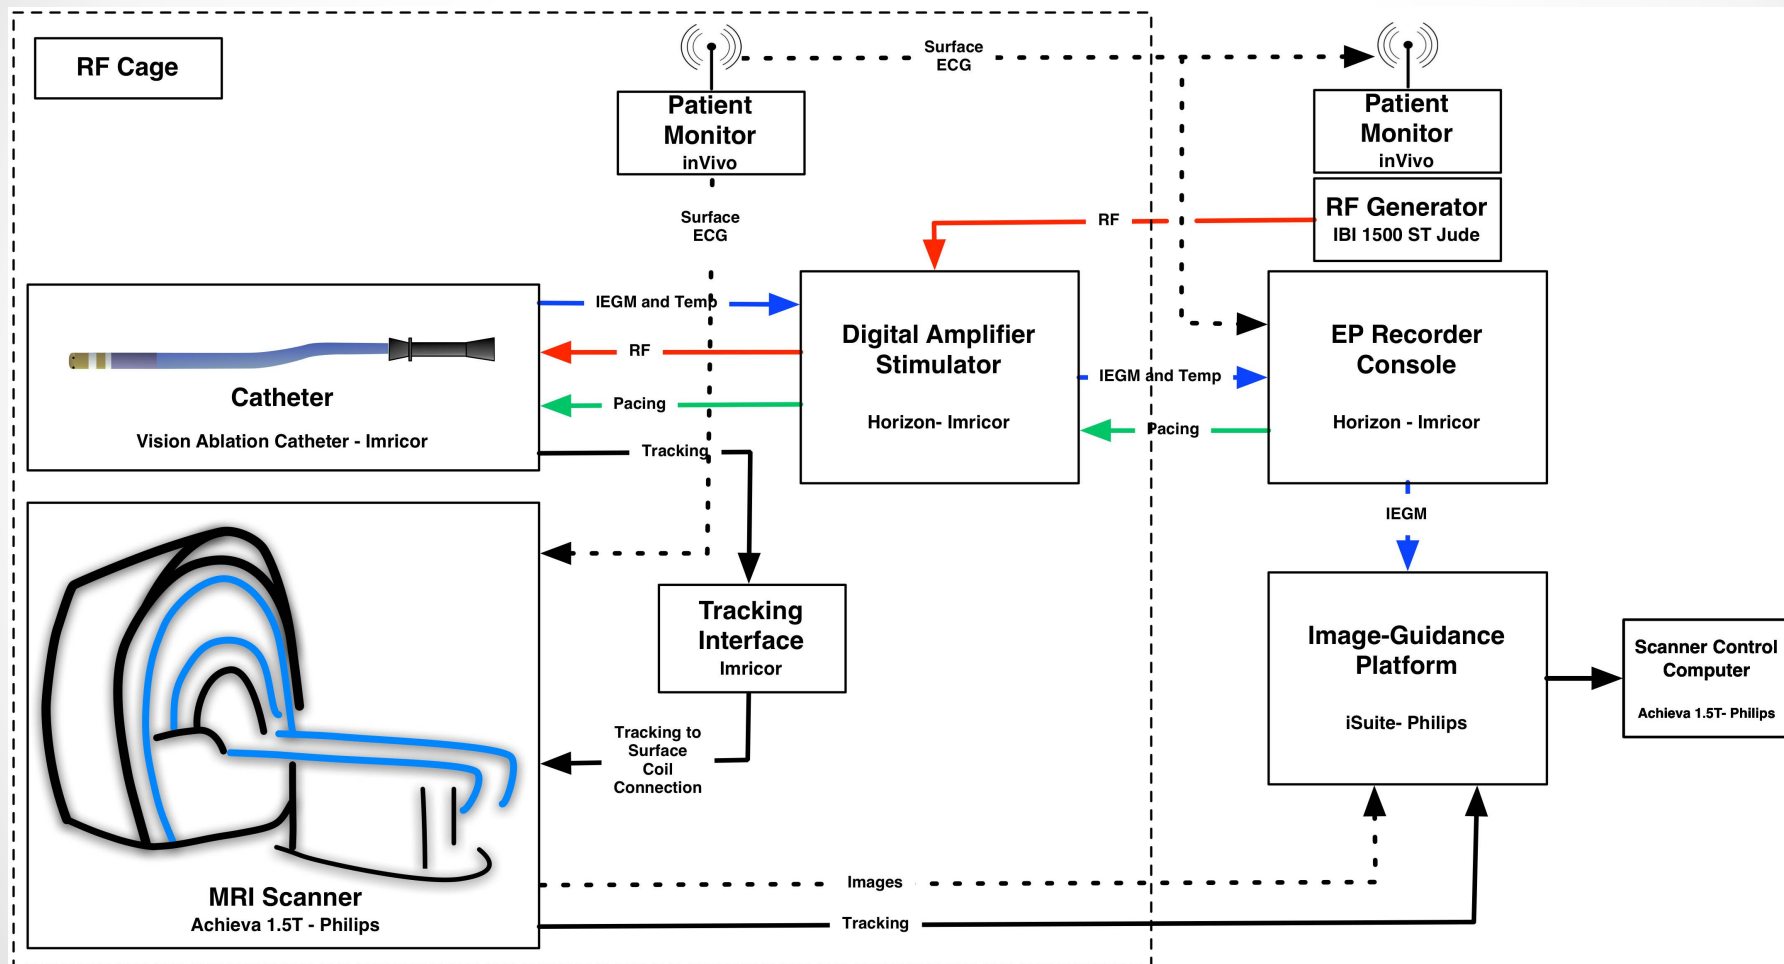 RF Cage
Surface
ECG
Patient
Monitor
inVivo
Patient
Monitor
inVivo
RF Generator
IBI 1500 ST Jude
Surface
ECG
RF
IEGM and Temp
RF
Pacing
Tracking
Catheter
Vision Ablation Catheter - Imricor
Digital Amplifier
Stimulator
Horizon- Imricor
IEGM and Temp
Pacing
EP Recorder
Console
Horizon - Imricor
IEGM
Tracking
Interface
Imricor
Image-Guidance
Platform
iSuite- Philips
Scanner Control
Computer
Achieva 1.5T- Philips
Tracking to
Surface
Coil
Connection
MRI Scanner
Achieva 1.5T - Philips
Images
Tracking